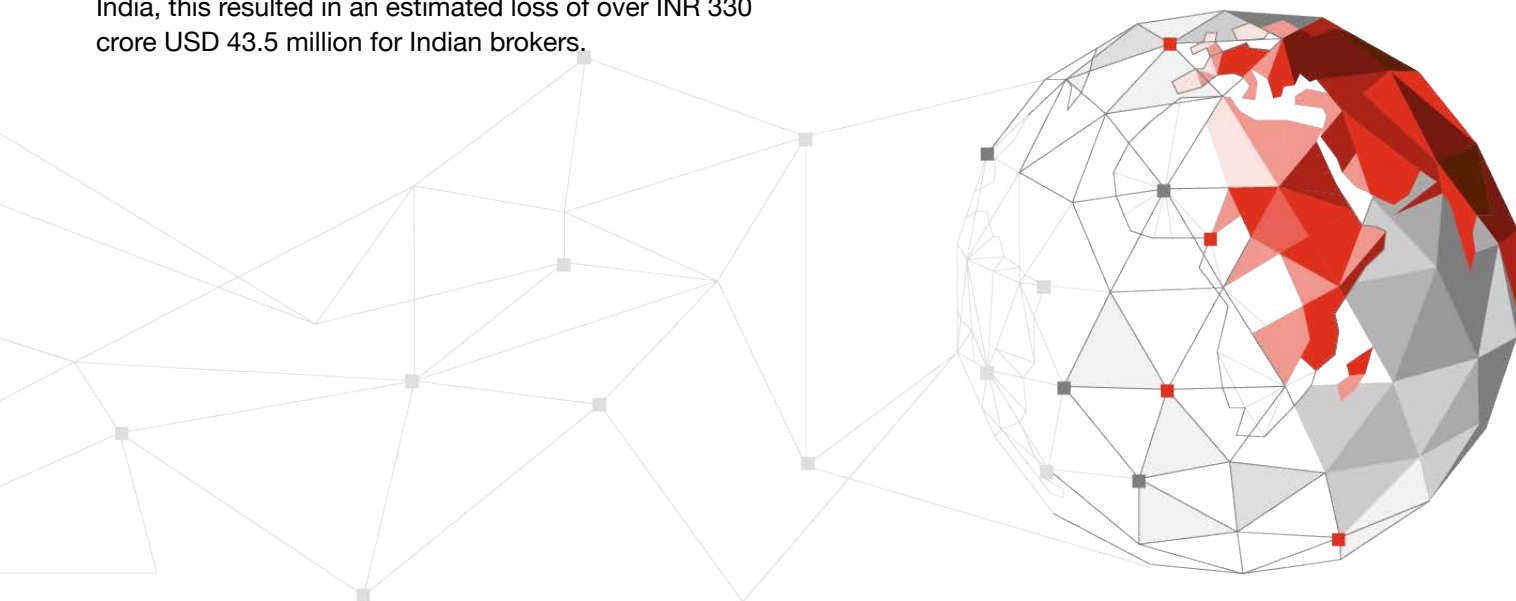 India, this resulted in an estimated loss of over INR 330
crore USD 43.5 million for Indian brokers.